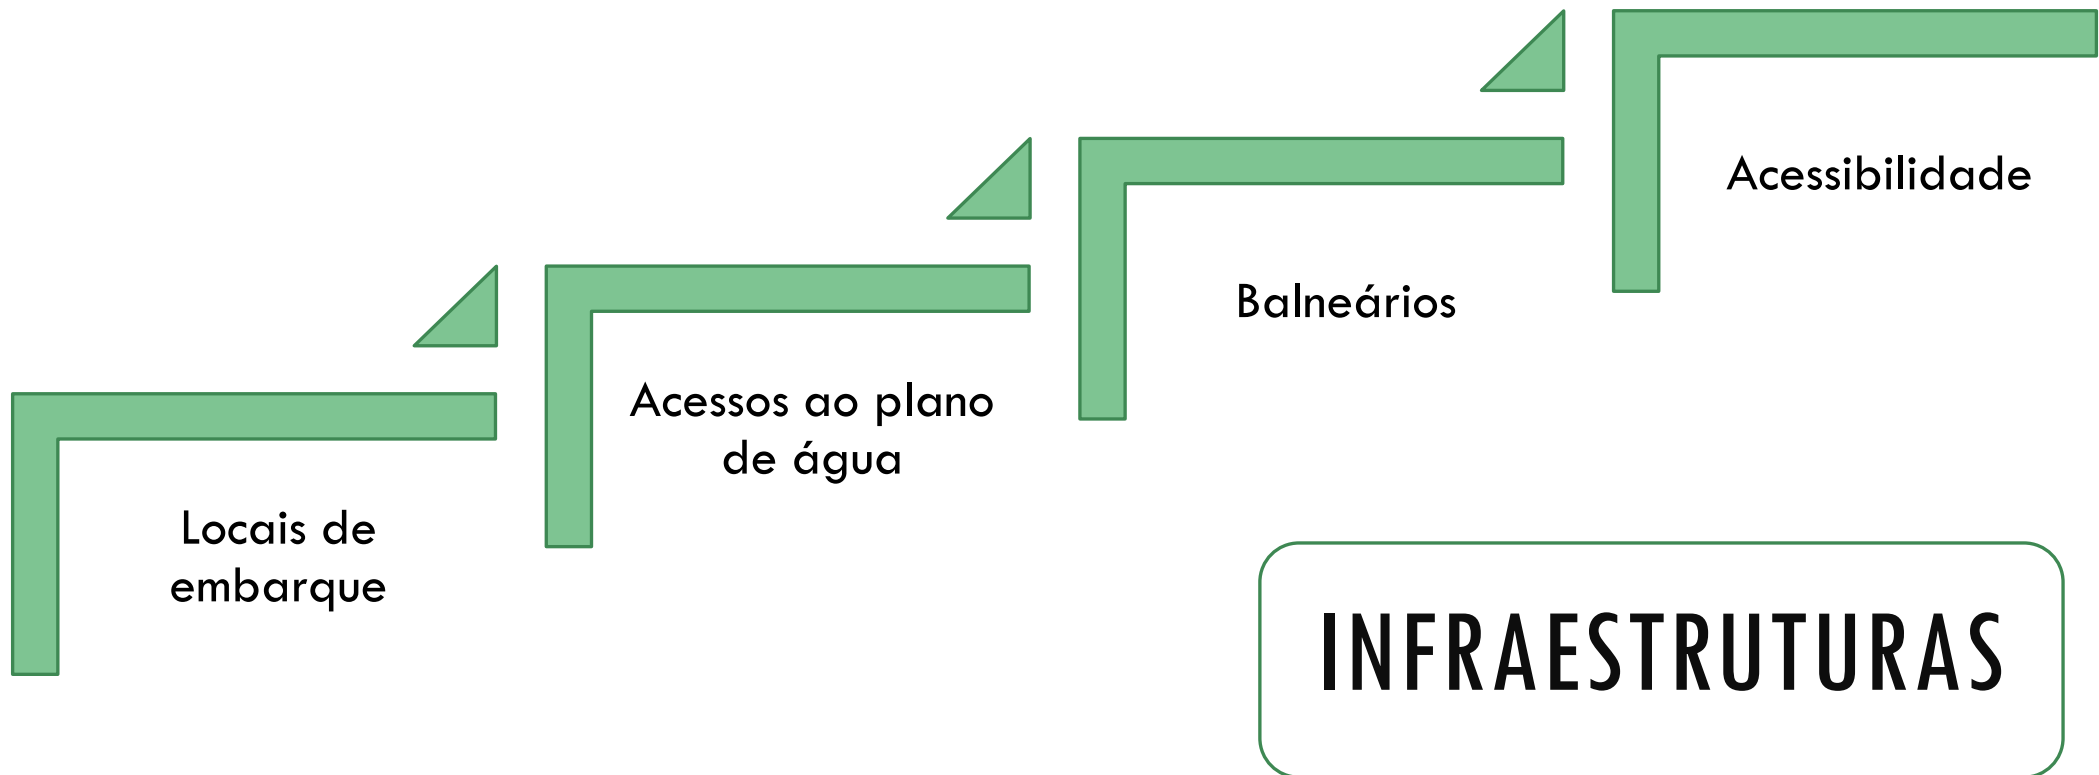 Locais de
embarque
Acessos ao plano
de água
Balneários
Acessibilidade
INFRAESTRUTURAS